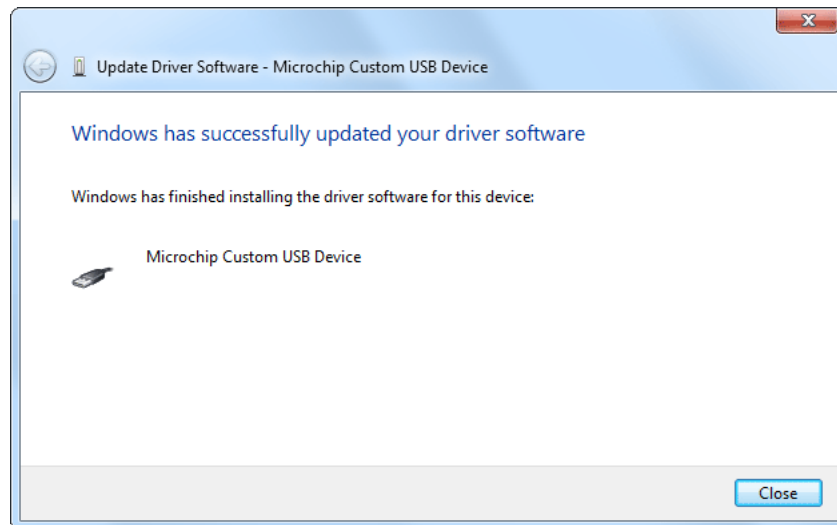 Update Driver Software - Microchip Custom USB Device
Windows has successfully updated your driver software
Windows has finished installing the driver software for this device:
Microchip Custom USB Device
Close